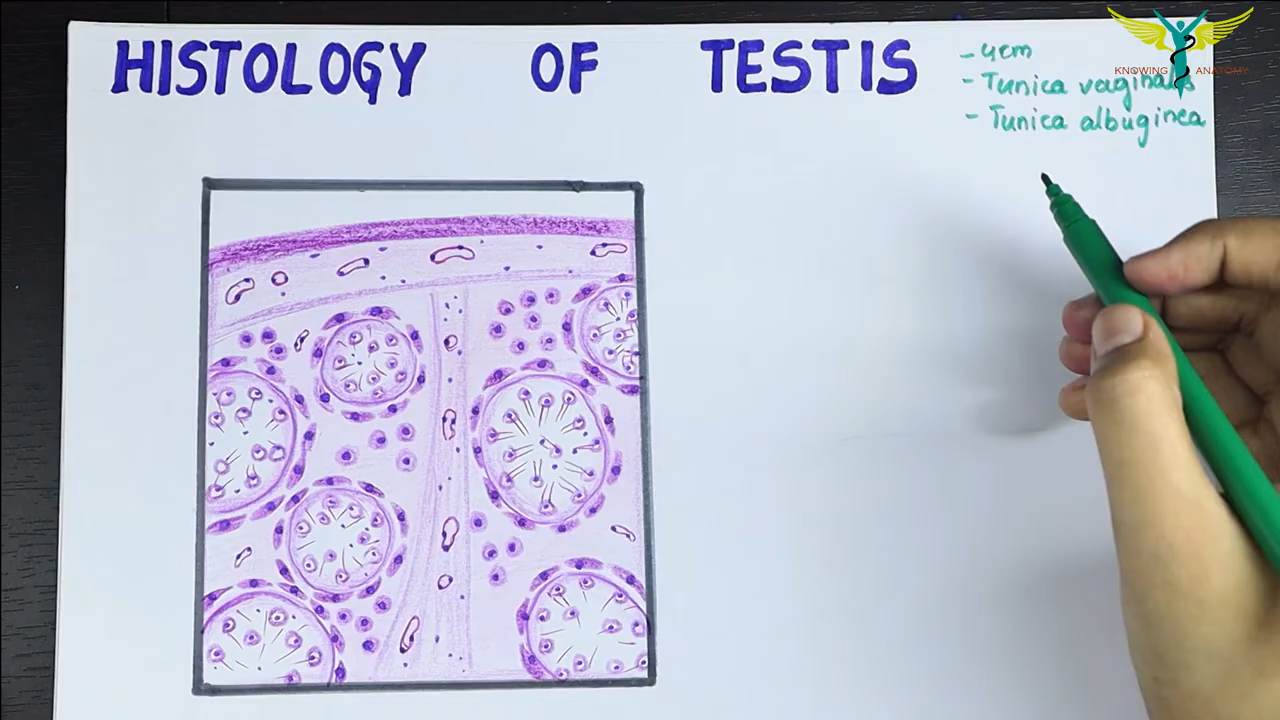 HISTOLOGY OF TESTIS
- 4cm
- Tunica vaginalis
- Tunica albuginea
KNOWING ANATOMY